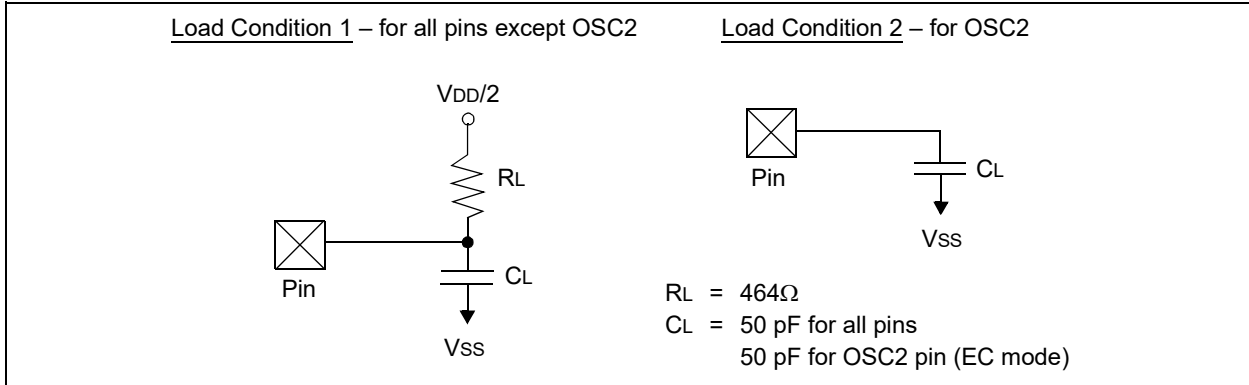 Load Condition 1 – for all pins except OSC2
VDD/2
RL
Pin
CL
VSS
Load Condition 2 – for OSC2
Pin
CL
VSS
RL = 464Ω
CL = 50 pF for all pins
50 pF for OSC2 pin (EC mode)